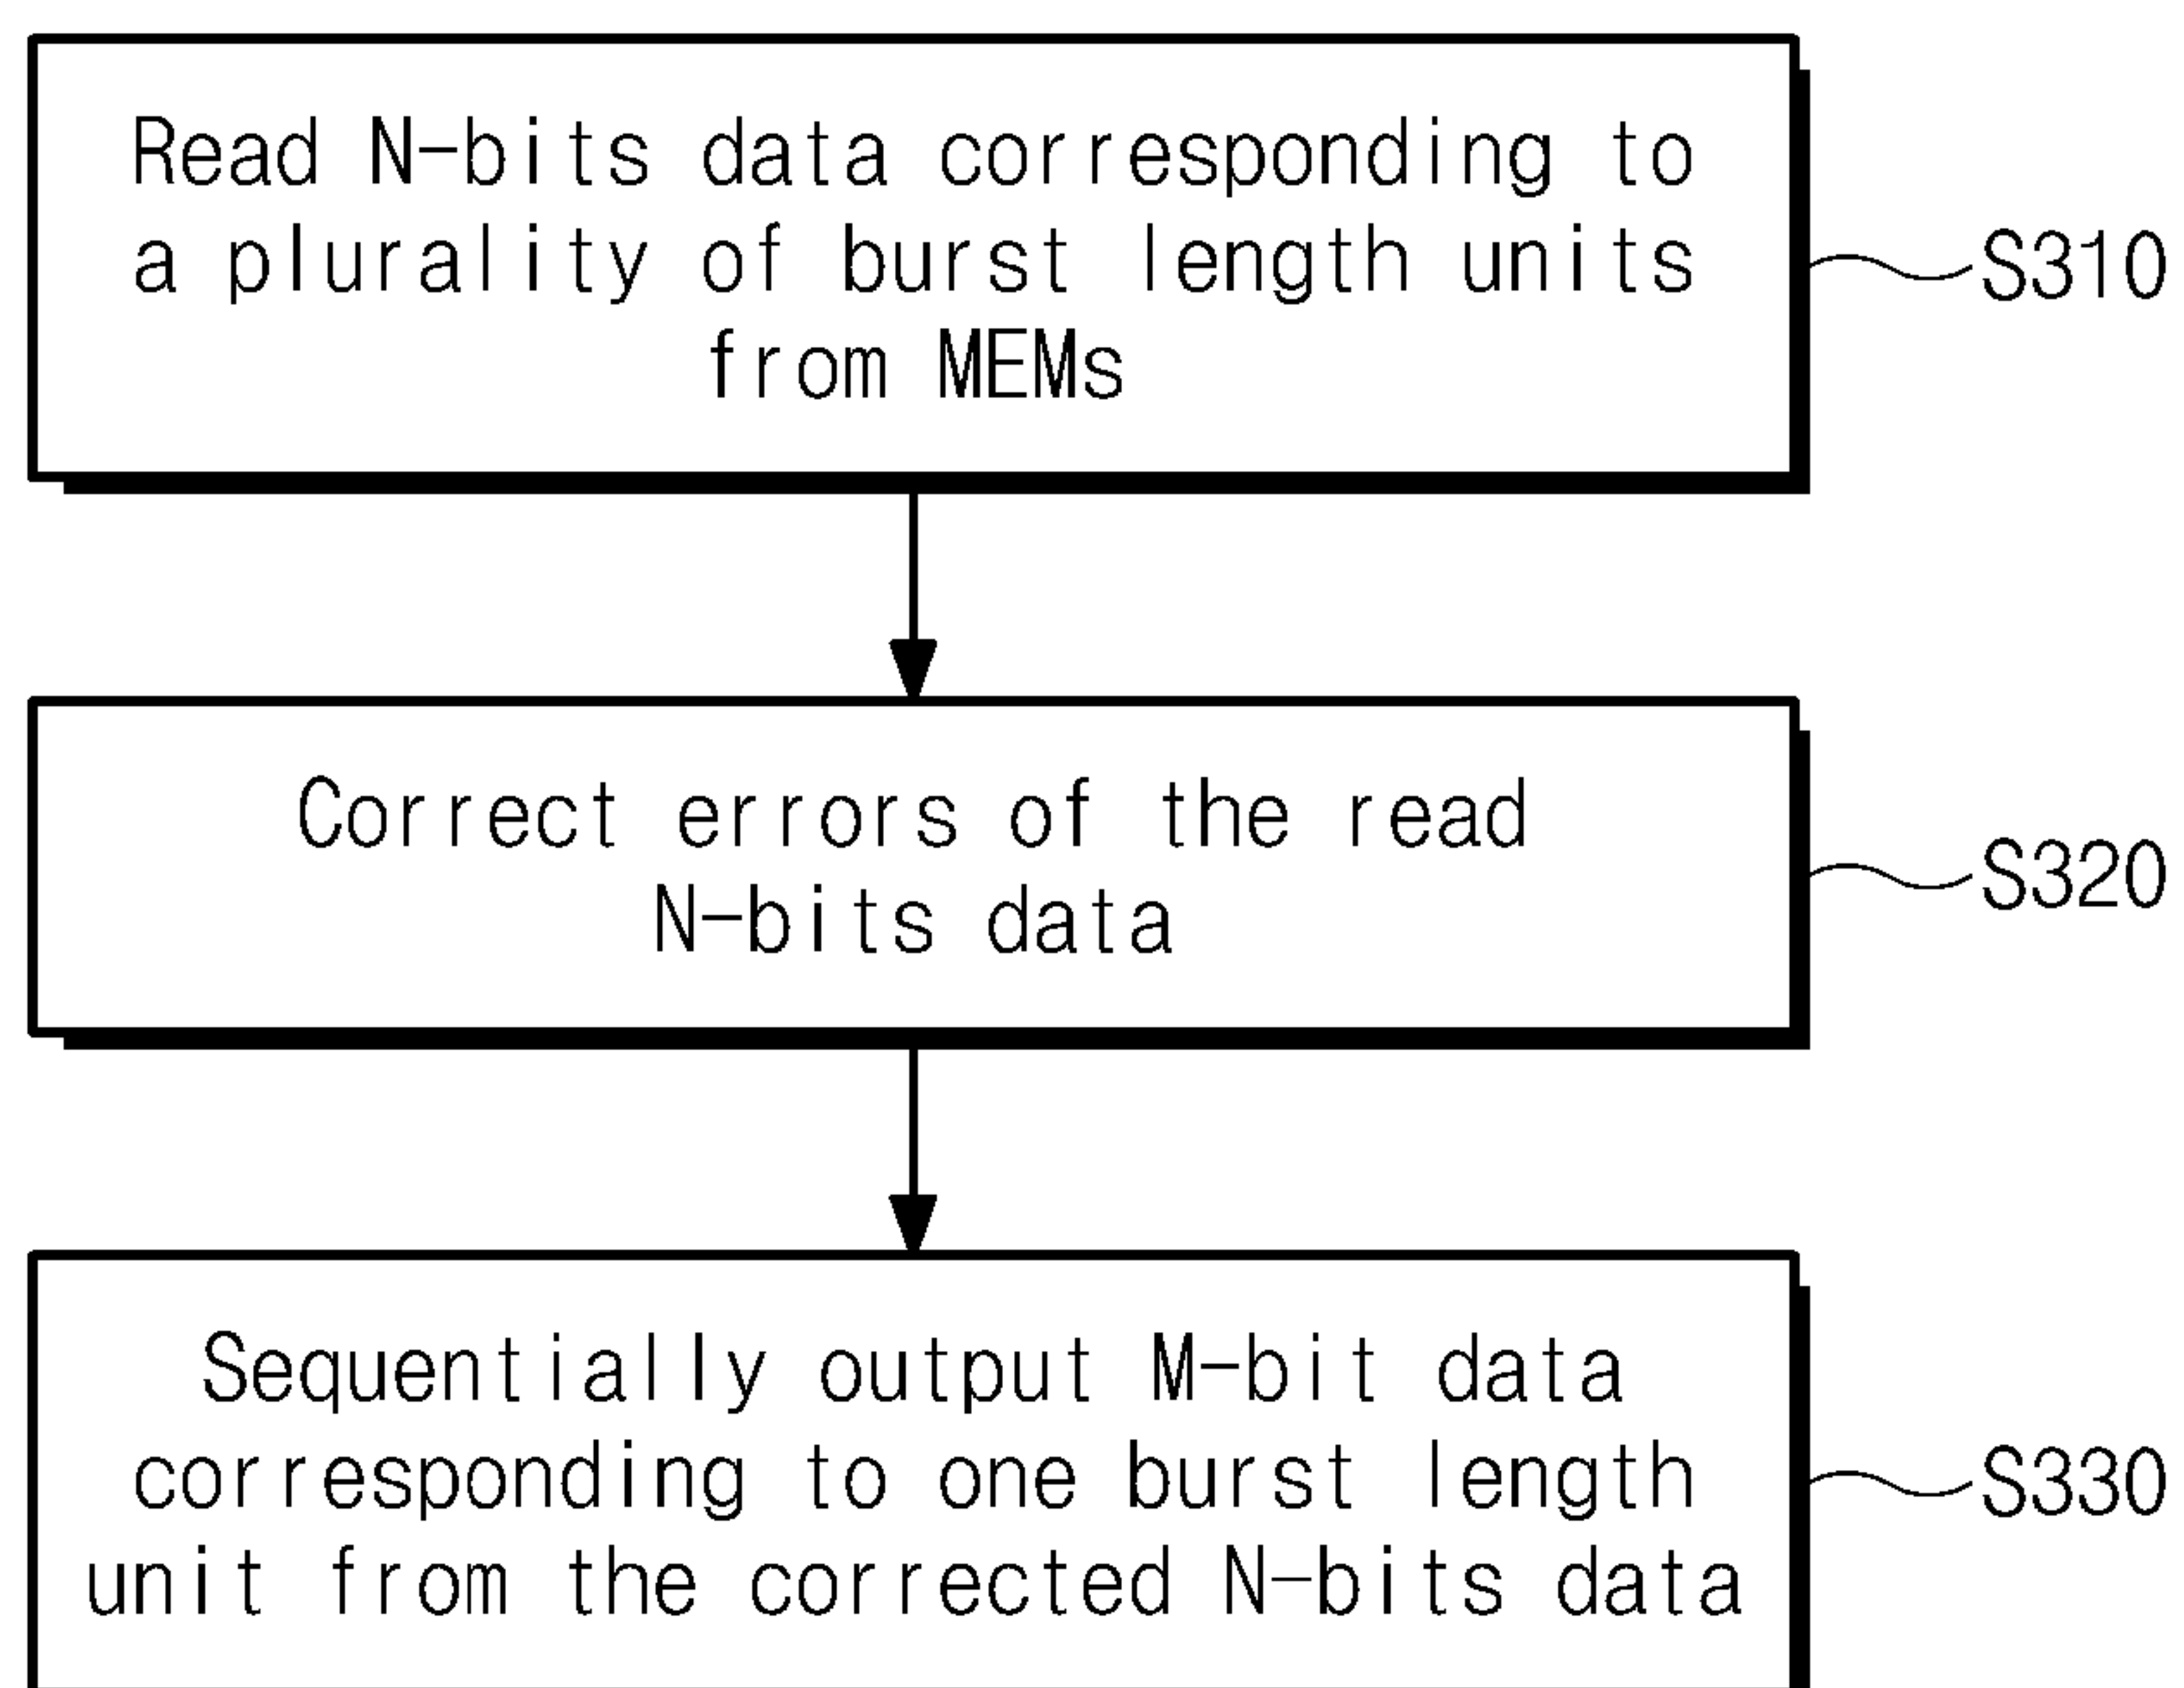 Read N-bits data corresponding to
a plurality of burst length units
from MEMs
S310
Correct errors of the read
N-bits data
S320
Sequentially output M-bit data
corresponding to one burst length
unit from the corrected N-bits data
S330